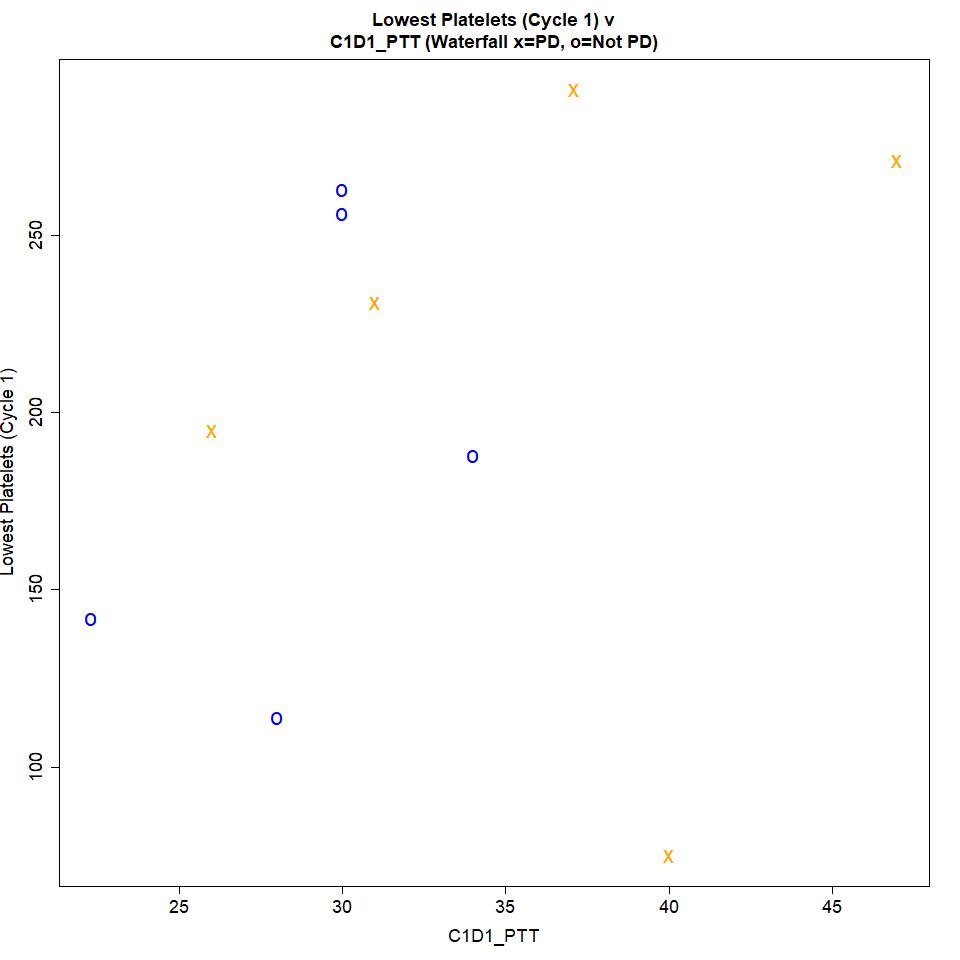 Lowest Platelets (Cycle 1) v
C1D1_PTT (Waterfall x=PD, o=Not PD)
Lowest Platelets (Cycle 1)
250
200
150
100
X
X
O
O
X
X
O
O
O
X
25 30 35 40 45
C1D1_PTT